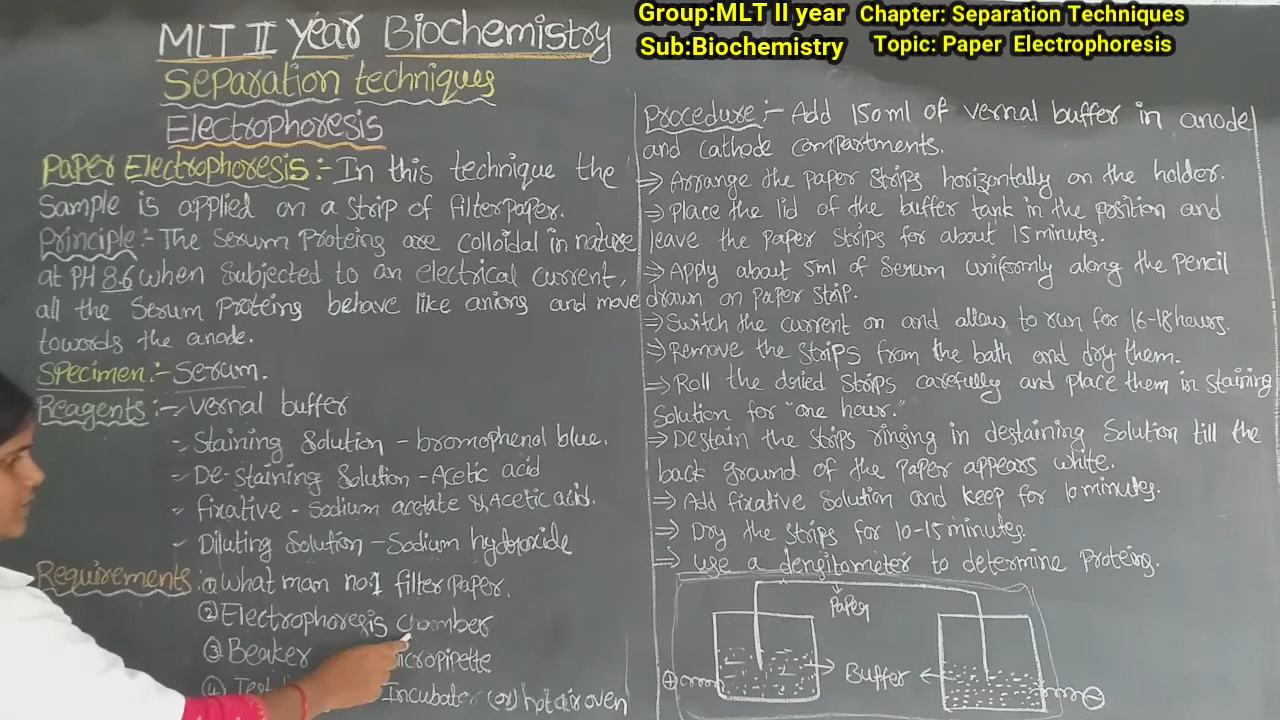 Group:MLT II year Chapter: Separation Techniques
Sub:Biochemistry Topic: Paper Electrophoresis
MLT II year Biochemistry
Separation techniques
Electrophoresis
Paper Electrophoresis:- In this technique the
Sample is applied on a strip of filterpaper.
Principle:- The Serum Proteins are colloidal in nature
at PH 8.6 when subjected to an electrical current,
all the Serum Proteins behave like anions and move
towards the anode.
Specimen:- Serum.
Reagents:- Vernal buffer
- Staining Solution - bromophenol blue.
- De-Staining Solution - Acetic acid
- fixative - Sodium acetate & Acetic acid.
- Diluting Solution - Sodium hydroxide
Requirements: ① What man no:1 filterpaper.
② Electrophoresis chamber
③ Beaker micropipette
④ Test
Incubater (or) hot air oven
Procedure:- Add 150ml of vernal buffer in anode
and cathode compartments.
⇒ Arrange the paper strips horizontally on the holder.
⇒ Place the lid of the buffer tank in the position and
leave the paper strips for about 15 minutes.
⇒ Apply about 5ml of Serum uniformly along the pencil
drawn on paper strip.
⇒ Switch the current on and allow to run for 16-18 hours.
⇒ Remove the strips from the bath and dry them.
⇒ Roll the dried strips carefully and place them in staining
Solution for "one hour."
⇒ Destain the strips ringing in destaining Solution till the
back ground of the paper appears white.
⇒ Add fixative Solution and keep for 10 minutes.
⇒ Dry the strips for 10-15 minutes.
⇒ Use a densitometer to determine proteins.
Paper
Buffer
+ -